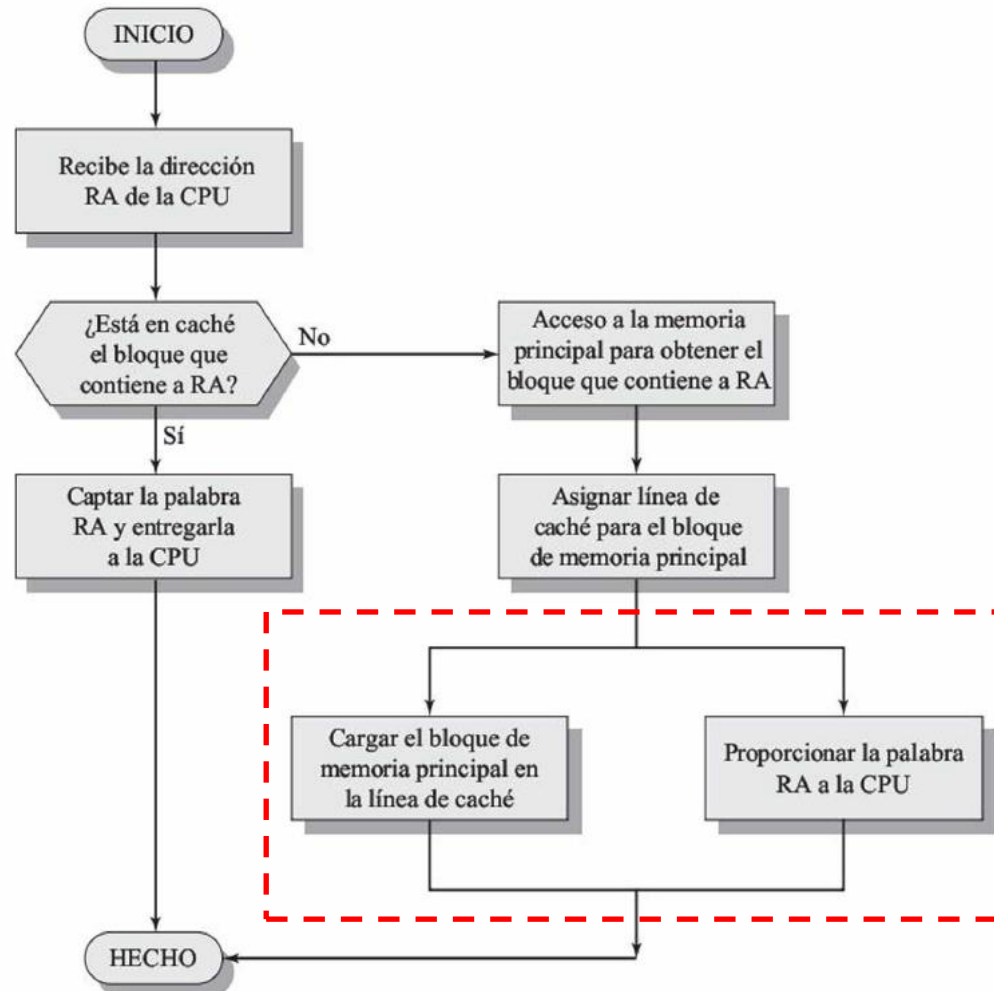 INICIO
Recibe la dirección
RA de la CPU
¿Está en caché
el bloque que
contiene a RA?
No
Sí
Acceso a la memoria
principal para obtener el
bloque que contiene a RA
Captar la palabra
RA y entregarla
a la CPU
Asignar línea de
caché para el bloque
de memoria principal
Cargar el bloque de
memoria principal en
la línea de caché
Proporcionar la palabra
RA a la CPU
HECHO